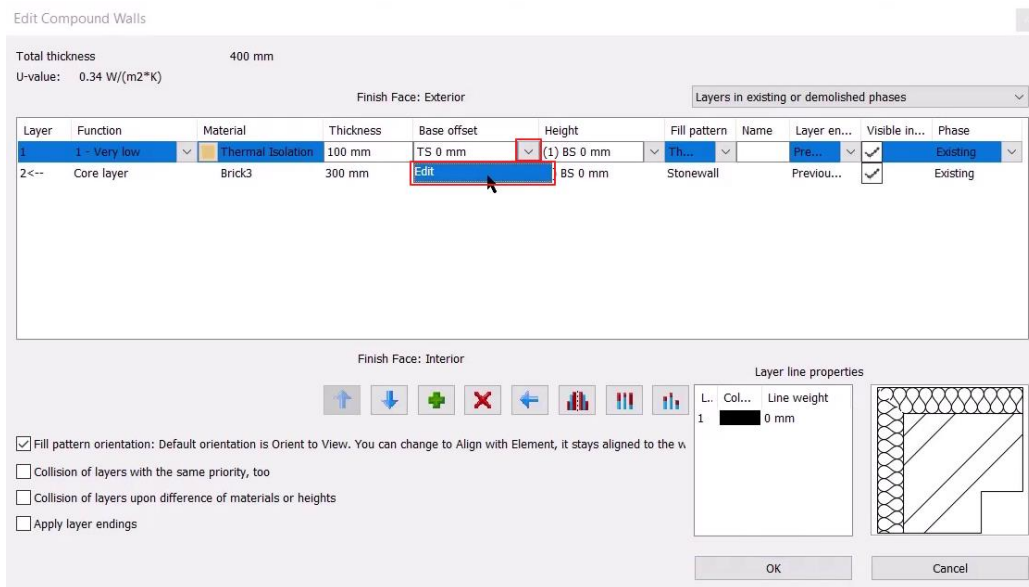 Edit Compound Walls
Total thickness 400 mm
U-value: 0.34 W/(m2*K)
Finish Face: Exterior
Layers in existing or demolished phases
Layer Function Material Thickness Base offset Height Fill pattern Name Layer en... Visible in... Phase
1 1 - Very low Thermal Isolation 100 mm TS 0 mm (1) BS 0 mm Th... Pre... Existing
2<-- Core layer Brick3 300 mm Edit BS 0 mm Stonewall Previou... Existing
Finish Face: Interior
Layer line properties
L.. Col... Line weight
1 0 mm
Fill pattern orientation: Default orientation is Orient to View. You can change to Align with Element, it stays aligned to the w
Collision of layers with the same priority, too
Collision of layers upon difference of materials or heights
Apply layer endings
OK Cancel